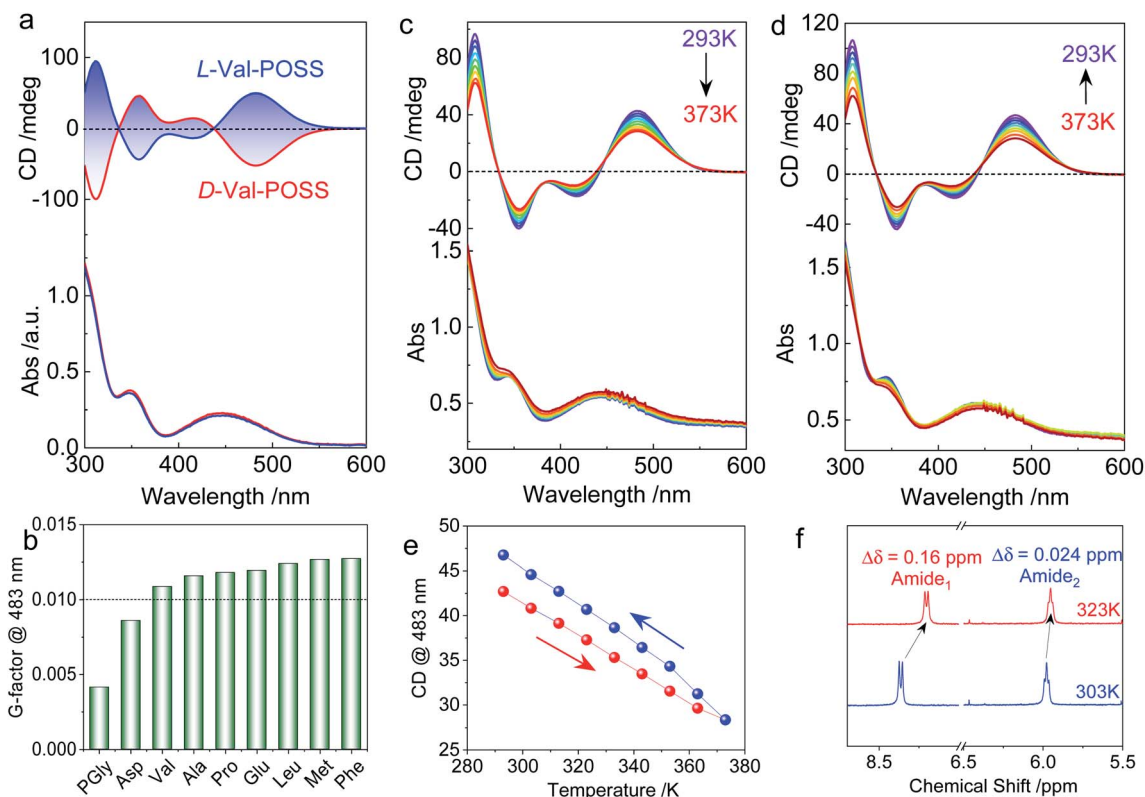 a
L-Val-POSS
D-Val-POSS
CD /mdeg
100
0
-100
Abs /a.u.
1.0
0.5
0.0
300 400 500 600
Wavelength /nm
c
293K
373K
CD /mdeg
80
40
0
-40
Abs
1.5
1.0
0.5
300 400 500 600
Wavelength /nm
d
293K
373K
CD /mdeg
120
80
40
0
-40
Abs
1.5
1.0
0.5
300 400 500 600
Wavelength /nm
b
G-factor @ 483 nm
0.015
0.010
0.005
0.000
PGly Asp Val Ala Pro Glu Leu Met Phe
e
CD @ 483 nm
50
45
40
35
30
25
280 300 320 340 360 380
Temperature /K
f
Δδ = 0.16 ppm
Amide1
Δδ = 0.024 ppm
Amide2
323K
303K
8.5 6.5 6.0 5.5
Chemical Shift /ppm